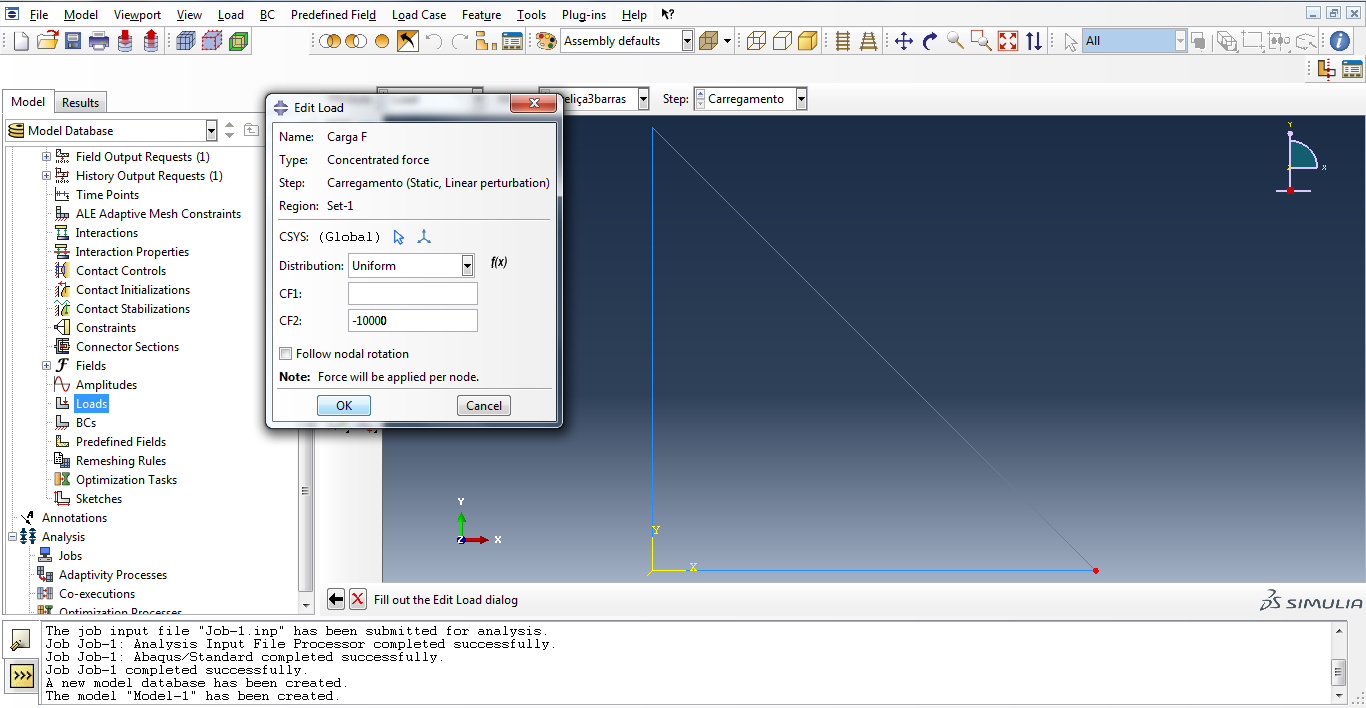 File Model Viewport View Load BC Predefined Field Load Case Feature Tools Plug-ins Help
Assembly defaults All
Model Results
eliça3barras Step: Carregamento
Model Database
Field Output Requests (1)
History Output Requests (1)
Time Points
ALE Adaptive Mesh Constraints
Interactions
Interaction Properties
Contact Controls
Contact Initializations
Contact Stabilizations
Constraints
Connector Sections
Fields
Amplitudes
Loads
BCs
Predefined Fields
Remeshing Rules
Optimization Tasks
Sketches
Annotations
Analysis
Jobs
Adaptivity Processes
Co-executions
Optimization Processes
Edit Load
Name: Carga F
Type: Concentrated force
Step: Carregamento (Static, Linear perturbation)
Region: Set-1
CSYS: (Global)
Distribution: Uniform f(x)
CF1:
CF2: -10000
Follow nodal rotation
Note: Force will be applied per node.
OK Cancel
Y
X
Y
X
Z
Y
X
Fill out the Edit Load dialog
SIMULIA
The job input file "Job-1.inp" has been submitted for analysis.
Job Job-1: Analysis Input File Processor completed successfully.
Job Job-1: Abaqus/Standard completed successfully.
Job Job-1 completed successfully.
A new model database has been created.
The model "Model-1" has been created.
>>>